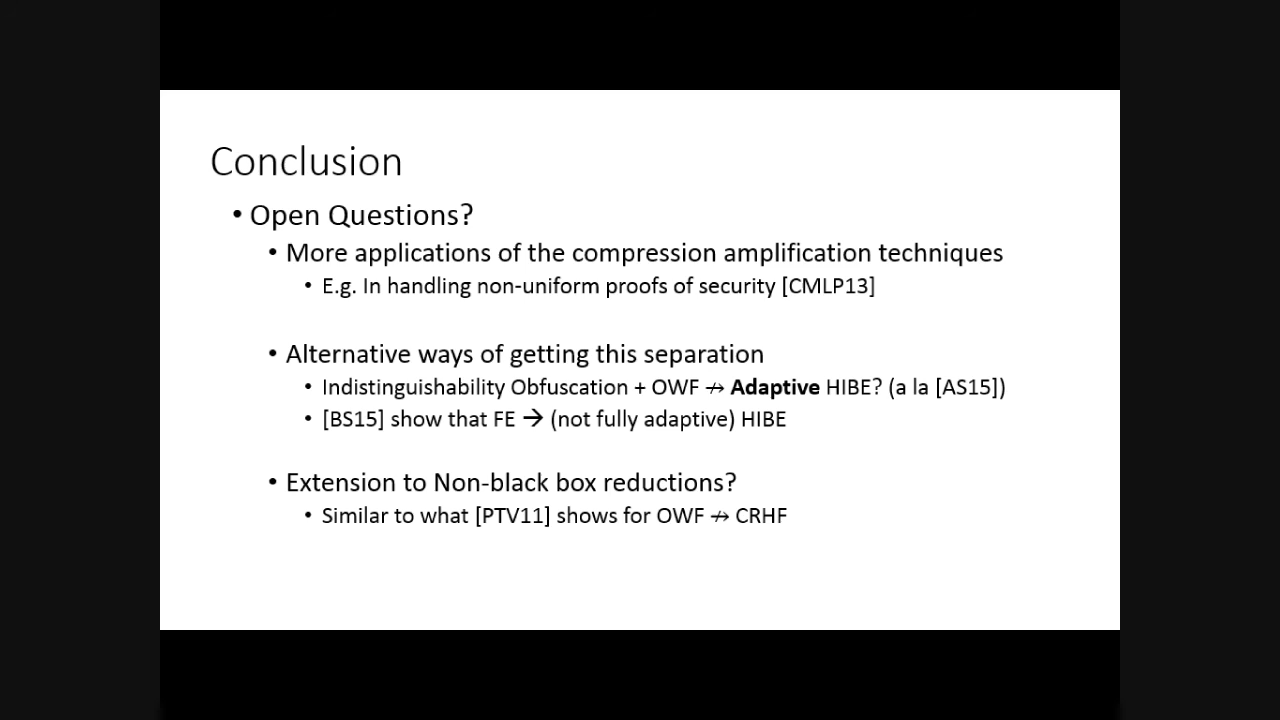 Conclusion
• Open Questions?
• More applications of the compression amplification techniques
• E.g. In handling non-uniform proofs of security [CMLP13]
• Alternative ways of getting this separation
• Indistinguishability Obfuscation + OWF ↛ Adaptive HIBE? (a la [AS15])
• [BS15] show that FE → (not fully adaptive) HIBE
• Extension to Non-black box reductions?
• Similar to what [PTV11] shows for OWF ↛ CRHF